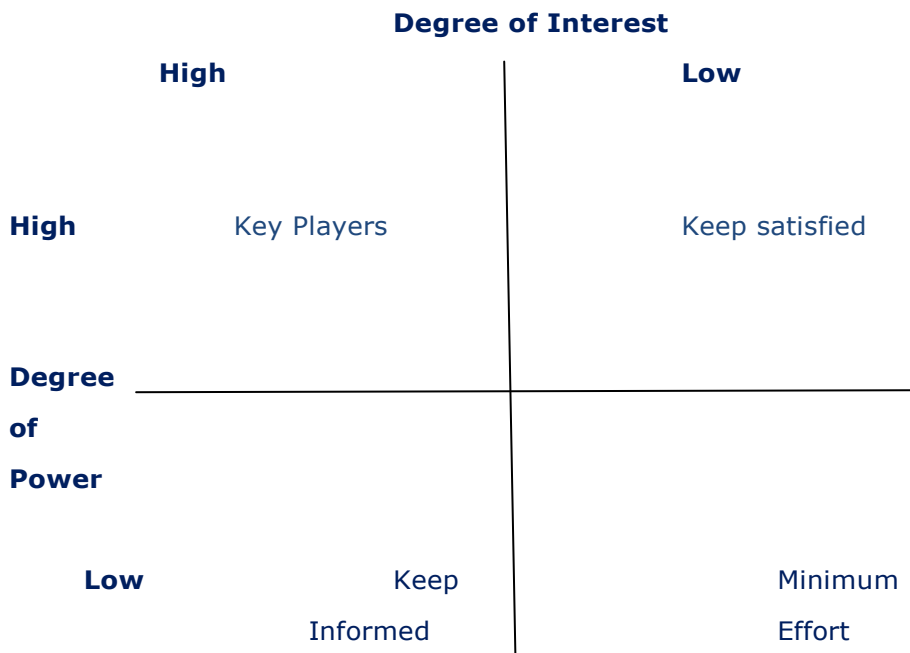 Degree of Interest
High Low
High Key Players Keep satisfied
Degree
of
Power
Low Keep Minimum
Informed Effort